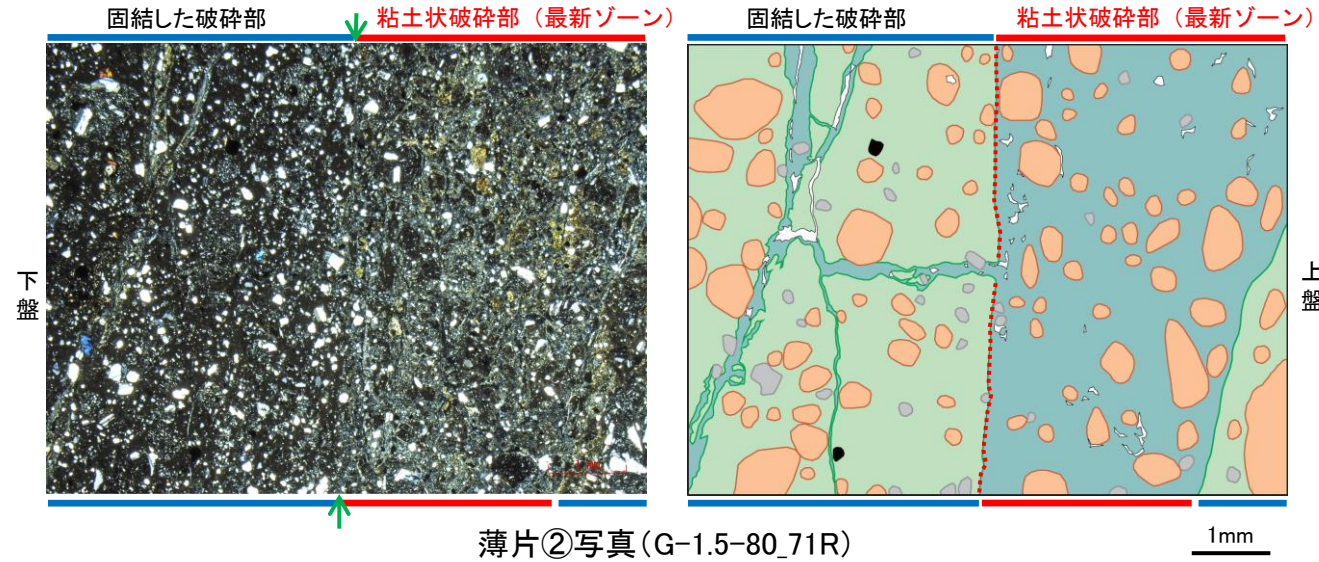 固結した破砕部
粘土状破砕部（最新ゾーン）
固結した破砕部
粘土状破砕部（最新ゾーン）
下盤
上盤
薄片②写真（G-1.5-80_71R）
1mm